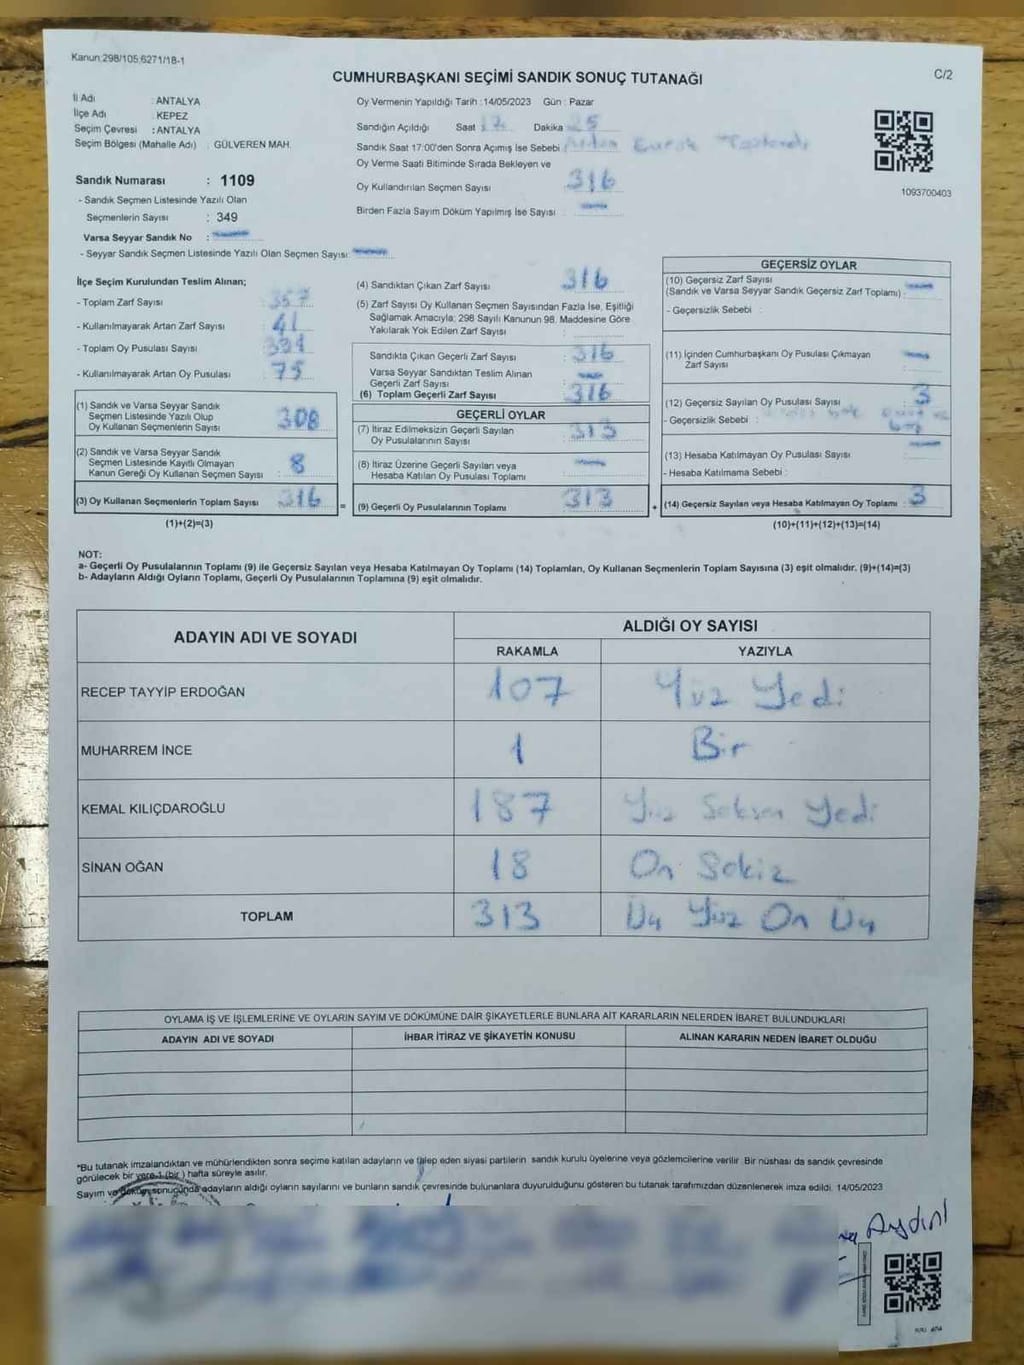 Kanun:298/105;6271/18-1
CUMHURBAŞKANI SEÇİMİ SANDIK SONUÇ TUTANAĞI
C/2
İl Adı : ANTALYA
İlçe Adı : KEPEZ
Seçim Çevresi : ANTALYA
Seçim Bölgesi (Mahalle Adı) : GÜLVEREN MAH.
Sandık Numarası : 1109
- Sandık Seçmen Listesinde Yazılı Olan
Seçmenlerin Sayısı : 349
Varsa Seyyar Sandık No :
- Seyyar Sandık Seçmen Listesinde Yazılı Olan Seçmen Sayısı:
Oy Vermenin Yapıldığı Tarih :14/05/2023 Gün : Pazar
Sandığın Açıldığı Saat : 17 Dakika : 25
Sandık Saat 17:00'den Sonra Açımış İse Sebebi : Evrak
Oy Verme Saati Bitiminde Sırada Bekleyen ve
Oy Kullandırılan Seçmen Sayısı : 316
Birden Fazla Sayım Döküm Yapılmış İse Sayısı :
1093700403
İlçe Seçim Kurulundan Teslim Alınan;
- Toplam Zarf Sayısı : 357
- Kullanılmayarak Artan Zarf Sayısı : 41
- Toplam Oy Pusulası Sayısı : 391
- Kullanılmayarak Artan Oy Pusulası : 75
(1) Sandık ve Varsa Seyyar Sandık
Seçmen Listesinde Yazılı Olup
Oy Kullanan Seçmenlerin Sayısı : 308
(2) Sandık ve Varsa Seyyar Sandık
Seçmen Listesinde Kayıtlı Olmayan
Kanun Gereği Oy Kullanan Seçmen Sayısı : 8
(3) Oy Kullanan Seçmenlerin Toplam Sayısı : 316
(1)+(2)=(3)
=
(4) Sandıktan Çıkan Zarf Sayısı : 316
(5) Zarf Sayısı Oy Kullanan Seçmen Sayısından Fazla İse, Eşitliği
Sağlamak Amacıyla; 298 Sayılı Kanunun 98. Maddesine Göre
Yakılarak Yok Edilen Zarf Sayısı :
Sandıkta Çıkan Geçerli Zarf Sayısı : 316
Varsa Seyyar Sandıktan Teslim Alınan
Geçerli Zarf Sayısı :
(6) Toplam Geçerli Zarf Sayısı : 316
GEÇERLİ OYLAR
(7) İtiraz Edilmeksizin Geçerli Sayılan
Oy Pusulalarının Sayısı : 313
(8) İtiraz Üzerine Geçerli Sayılan veya
Hesaba Katılan Oy Pusulası Toplamı :
(9) Geçerli Oy Pusulalarının Toplamı : 313
+
GEÇERSİZ OYLAR
(10) Geçersiz Zarf Sayısı
(Sandık ve Varsa Seyyar Sandık Geçersiz Zarf Toplamı) :
- Geçersizlik Sebebi :
(11) İçinden Cumhurbaşkanı Oy Pusulası Çıkmayan
Zarf Sayısı :
(12) Geçersiz Sayılan Oy Pusulası Sayısı : 3
- Geçersizlik Sebebi :
(13) Hesaba Katılmayan Oy Pusulası Sayısı :
- Hesaba Katılmama Sebebi :
(14) Geçersiz Sayılan veya Hesaba Katılmayan Oy Toplamı : 3
(10)+(11)+(12)+(13)=(14)
NOT:
a- Geçerli Oy Pusulalarının Toplamı (9) ile Geçersiz Sayılan veya Hesaba Katılmayan Oy Toplamı (14) Toplamları, Oy Kullanan Seçmenlerin Toplam Sayısına (3) eşit olmalıdır. (9)+(14)=(3)
b- Adayların Aldığı Oyların Toplamı, Geçerli Oy Pusulalarının Toplamına (9) eşit olmalıdır.
ADAYIN ADI VE SOYADI
ALDIĞI OY SAYISI
RAKAMLA YAZIYLA
RECEP TAYYİP ERDOĞAN 107 Yüz Yedi
MUHARREM İNCE 1 Bir
KEMAL KILIÇDAROĞLU 187 Yüz Seksen Yedi
SİNAN OĞAN 18 On Sekiz
TOPLAM 313 Üç Yüz On Üç
OYLAMA İŞ VE İŞLEMLERİNE VE OYLARIN SAYIM VE DÖKÜMÜNE DAİR ŞİKAYETLERLE BUNLARA AİT KARARLARIN NELERDEN İBARET BULUNDUKLARI
ADAYIN ADI VE SOYADI İHBAR İTİRAZ VE ŞİKAYETİN KONUSU ALINAN KARARIN NEDEN İBARET OLDUĞU
*Bu tutanak imzalandıktan ve mühürlendikten sonra seçime katılan adayların ve talep eden siyasi partilerin sandık kurulu üyelerine veya gözlemcilerine verilir. Bir nüshası da sandık çevresinde
görülecek bir yere 1 (bir) hafta süreyle asılır.
Sayım ve döküm sonuçunda adayların aldığı oyların sayılarını ve bunların sandık çevresinde bulunanlara duyurulduğunu gösteren bu tutanak tarafımızdan düzenlenerek imza edildi. 14/05/2023